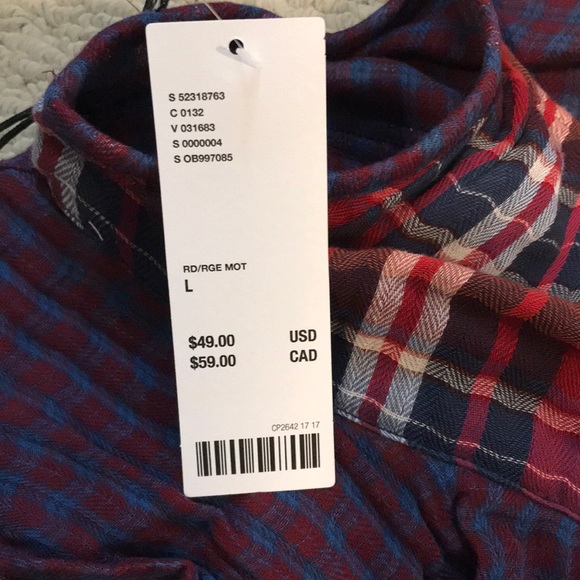 S 52318763
C 0132
V 031683
S 0000004
S OB997085
RD/RGE MOT
L
$49.00 USD
$59.00 CAD
CP2642 17 17